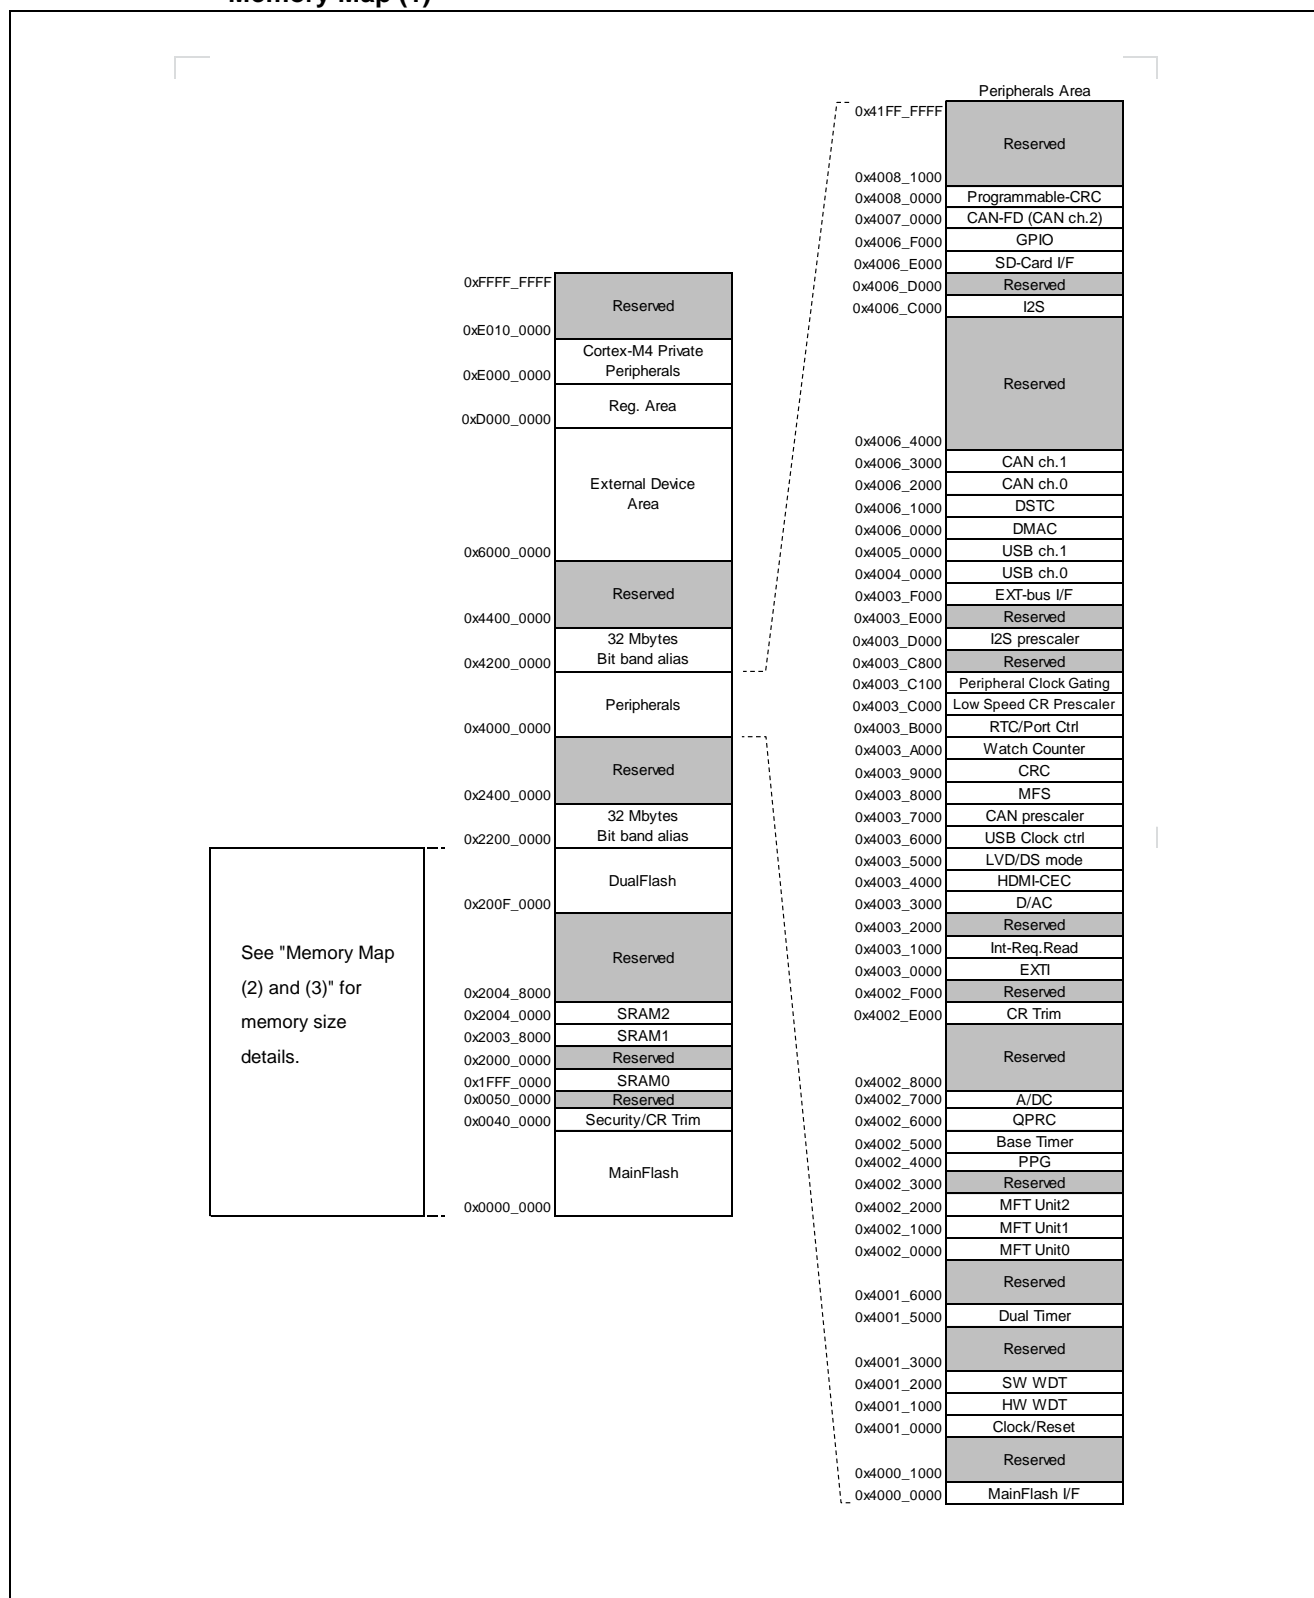 Memory Map (1)
Peripherals Area
0x41FF_FFFF
Reserved
0x4008_1000
0x4008_0000 Programmable-CRC
0x4007_0000 CAN-FD (CAN ch.2)
0x4006_F000 GPIO
0x4006_E000 SD-Card I/F
0x4006_D000 Reserved
0x4006_C000 I2S
Reserved
0x4006_4000
0x4006_3000 CAN ch.1
0x4006_2000 CAN ch.0
0x4006_1000 DSTC
0x4006_0000 DMAC
0x4005_0000 USB ch.1
0x4004_0000 USB ch.0
0x4003_F000 EXT-bus I/F
0x4003_E000 Reserved
0x4003_D000 I2S prescaler
0x4003_C800 Reserved
0x4003_C100 Peripheral Clock Gating
0x4003_C000 Low Speed CR Prescaler
0x4003_B000 RTC/Port Ctrl
0x4003_A000 Watch Counter
0x4003_9000 CRC
0x4003_8000 MFS
0x4003_7000 CAN prescaler
0x4003_6000 USB Clock ctrl
0x4003_5000 LVD/DS mode
0x4003_4000 HDMI-CEC
0x4003_3000 D/AC
0x4003_2000 Reserved
0x4003_1000 Int-Req.Read
0x4003_0000 EXTI
0x4002_F000 Reserved
0x4002_E000 CR Trim
Reserved
0x4002_8000
0x4002_7000 A/DC
0x4002_6000 QPRC
0x4002_5000 Base Timer
0x4002_4000 PPG
0x4002_3000 Reserved
0x4002_2000 MFT Unit2
0x4002_1000 MFT Unit1
0x4002_0000 MFT Unit0
Reserved
0x4001_6000
0x4001_5000 Dual Timer
Reserved
0x4001_3000
0x4001_2000 SW WDT
0x4001_1000 HW WDT
0x4001_0000 Clock/Reset
Reserved
0x4000_1000
0x4000_0000 MainFlash I/F
0xFFFF_FFFF
Reserved
0xE010_0000
Cortex-M4 Private
Peripherals
0xE000_0000
Reg. Area
0xD000_0000
External Device
Area
0x6000_0000
Reserved
0x4400_0000
32 Mbytes
Bit band alias
0x4200_0000
Peripherals
0x4000_0000
Reserved
0x2400_0000
32 Mbytes
Bit band alias
0x2200_0000
DualFlash
0x200F_0000
Reserved
0x2004_8000
0x2004_0000 SRAM2
0x2003_8000 SRAM1
0x2000_0000 Reserved
0x1FFF_0000 SRAM0
0x0050_0000 Reserved
0x0040_0000 Security/CR Trim
MainFlash
0x0000_0000
See "Memory Map
(2) and (3)" for
memory size
details.